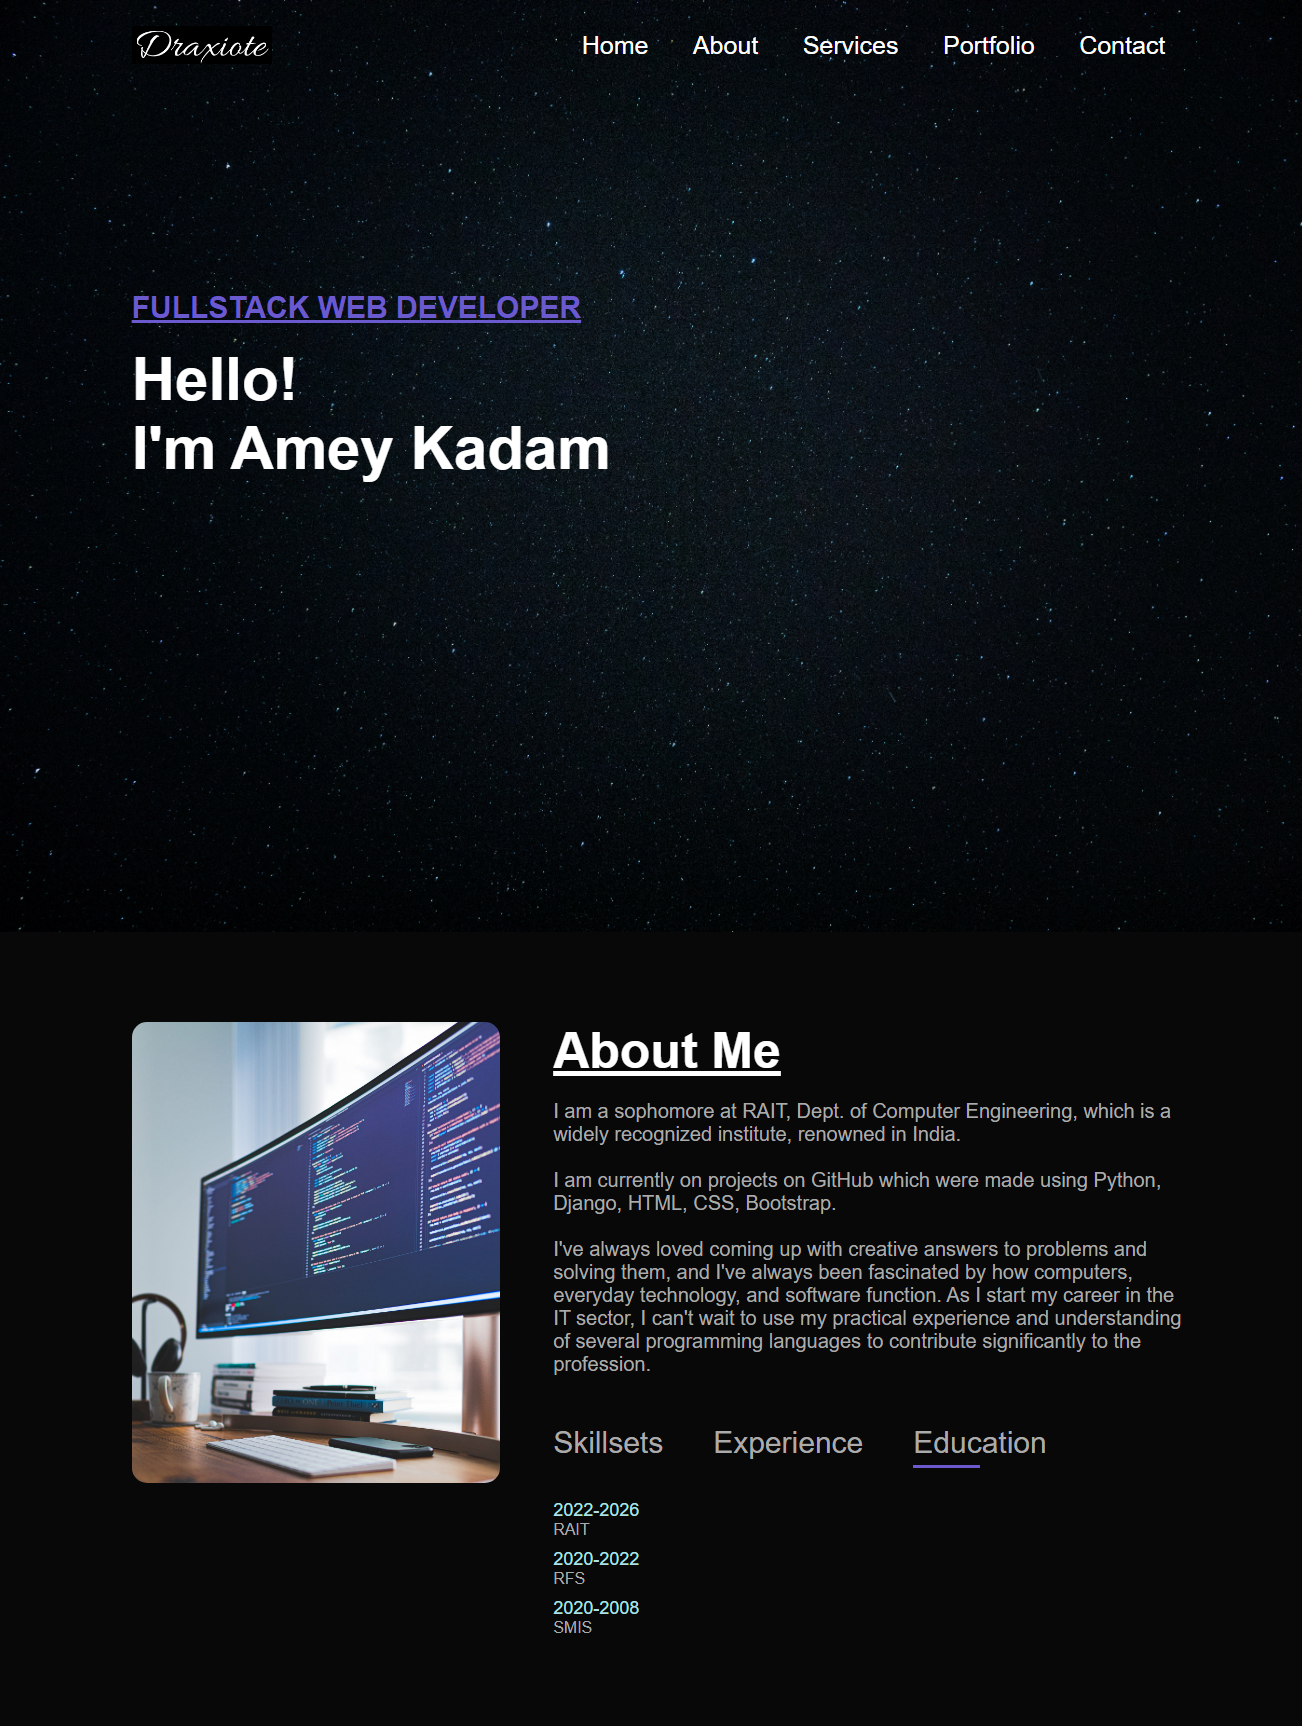 Draxiote
Home About Services Portfolio Contact
FULLSTACK WEB DEVELOPER
Hello!
I'm Amey Kadam
About Me
I am a sophomore at RAIT, Dept. of Computer Engineering, which is a
widely recognized institute, renowned in India.
I am currently on projects on GitHub which were made using Python,
Django, HTML, CSS, Bootstrap.
I've always loved coming up with creative answers to problems and
solving them, and I've always been fascinated by how computers,
everyday technology, and software function. As I start my career in the
IT sector, I can't wait to use my practical experience and understanding
of several programming languages to contribute significantly to the
profession.
Skillsets Experience Education
2022-2026
RAIT
2020-2022
RFS
2020-2008
SMIS